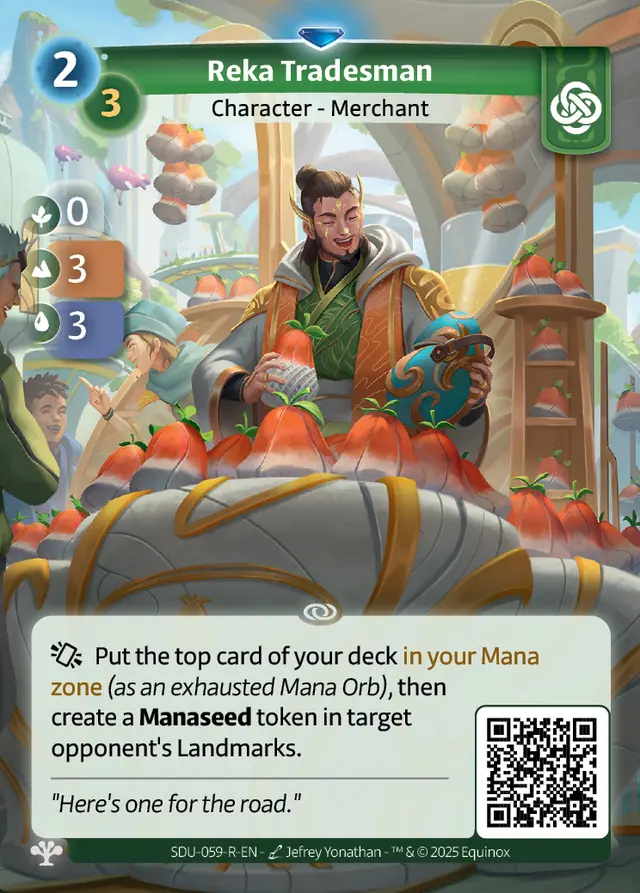 2
Reka Tradesman
3
Character - Merchant
0
3
3
Put the top card of your deck in your Mana
zone (as an exhausted Mana Orb), then
create a Manaseed token in target
opponent's Landmarks.
"Here's one for the road."
SDU-059-R-EN - Jefrey Yonathan - ™ & © 2025 Equinox